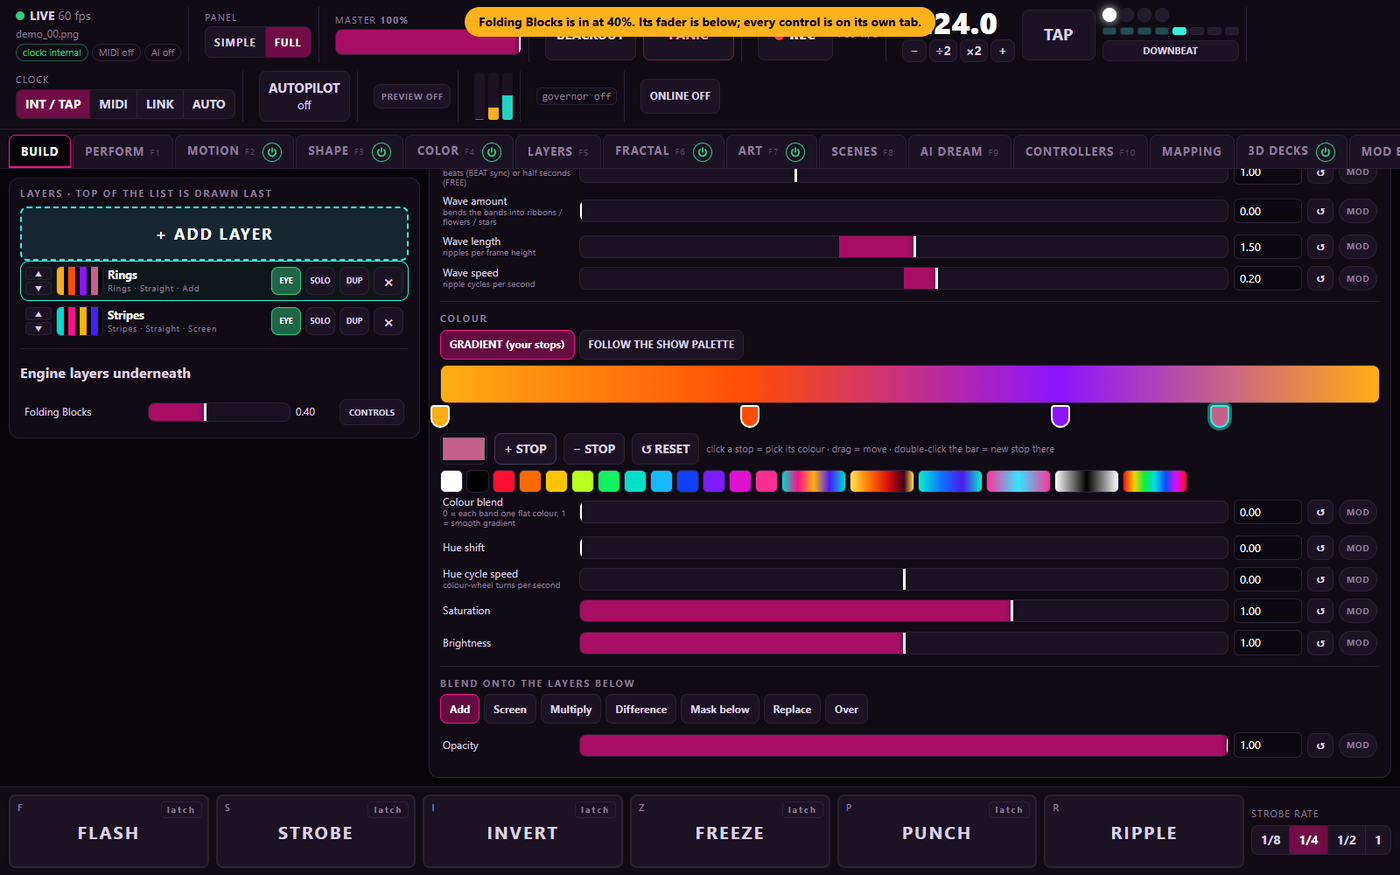 LIVE 60 fps
demo_00.png
clock: internal
MIDI off
AI off
PANEL
SIMPLE
FULL
MASTER 100%
Folding Blocks is in at 40%. Its fader is below; every control is on its own tab.
24.0
−
÷2
×2
+
TAP
DOWNBEAT
CLOCK
INT / TAP
MIDI
LINK
AUTO
AUTOPILOT
off
PREVIEW OFF
governor off
ONLINE OFF
BUILD
PERFORM F1
MOTION F2
SHAPE F3
COLOR F4
LAYERS F5
FRACTAL F6
ART F7
SCENES F8
AI DREAM F9
CONTROLLERS F10
MAPPING
3D DECKS
MOD
LAYERS · TOP OF THE LIST IS DRAWN LAST
+ ADD LAYER
▲
▼
Rings
Rings · Straight · Add
EYE
SOLO
DUP
×
▲
▼
Stripes
Stripes · Straight · Screen
EYE
SOLO
DUP
×
Engine layers underneath
Folding Blocks
0.40
CONTROLS
beats (BEAT sync) or half seconds
(FREE)
1.00
↺
MOD
Wave amount
bends the bands into ribbons /
flowers / stars
0.00
↺
MOD
Wave length
ripples per frame height
1.50
↺
MOD
Wave speed
ripple cycles per second
0.20
↺
MOD
COLOUR
GRADIENT (your stops)
FOLLOW THE SHOW PALETTE
+ STOP
− STOP
↺ RESET
click a stop = pick its colour · drag = move · double-click the bar = new stop there
Colour blend
0 = each band one flat colour, 1
= smooth gradient
0.00
↺
MOD
Hue shift
0.00
↺
MOD
Hue cycle speed
colour-wheel turns per second
0.00
↺
MOD
Saturation
1.00
↺
MOD
Brightness
1.00
↺
MOD
BLEND ONTO THE LAYERS BELOW
Add
Screen
Multiply
Difference
Mask below
Replace
Over
Opacity
1.00
↺
MOD
F
latch
FLASH
S
latch
STROBE
I
latch
INVERT
Z
latch
FREEZE
P
latch
PUNCH
R
RIPPLE
STROBE RATE
1/8
1/4
1/2
1